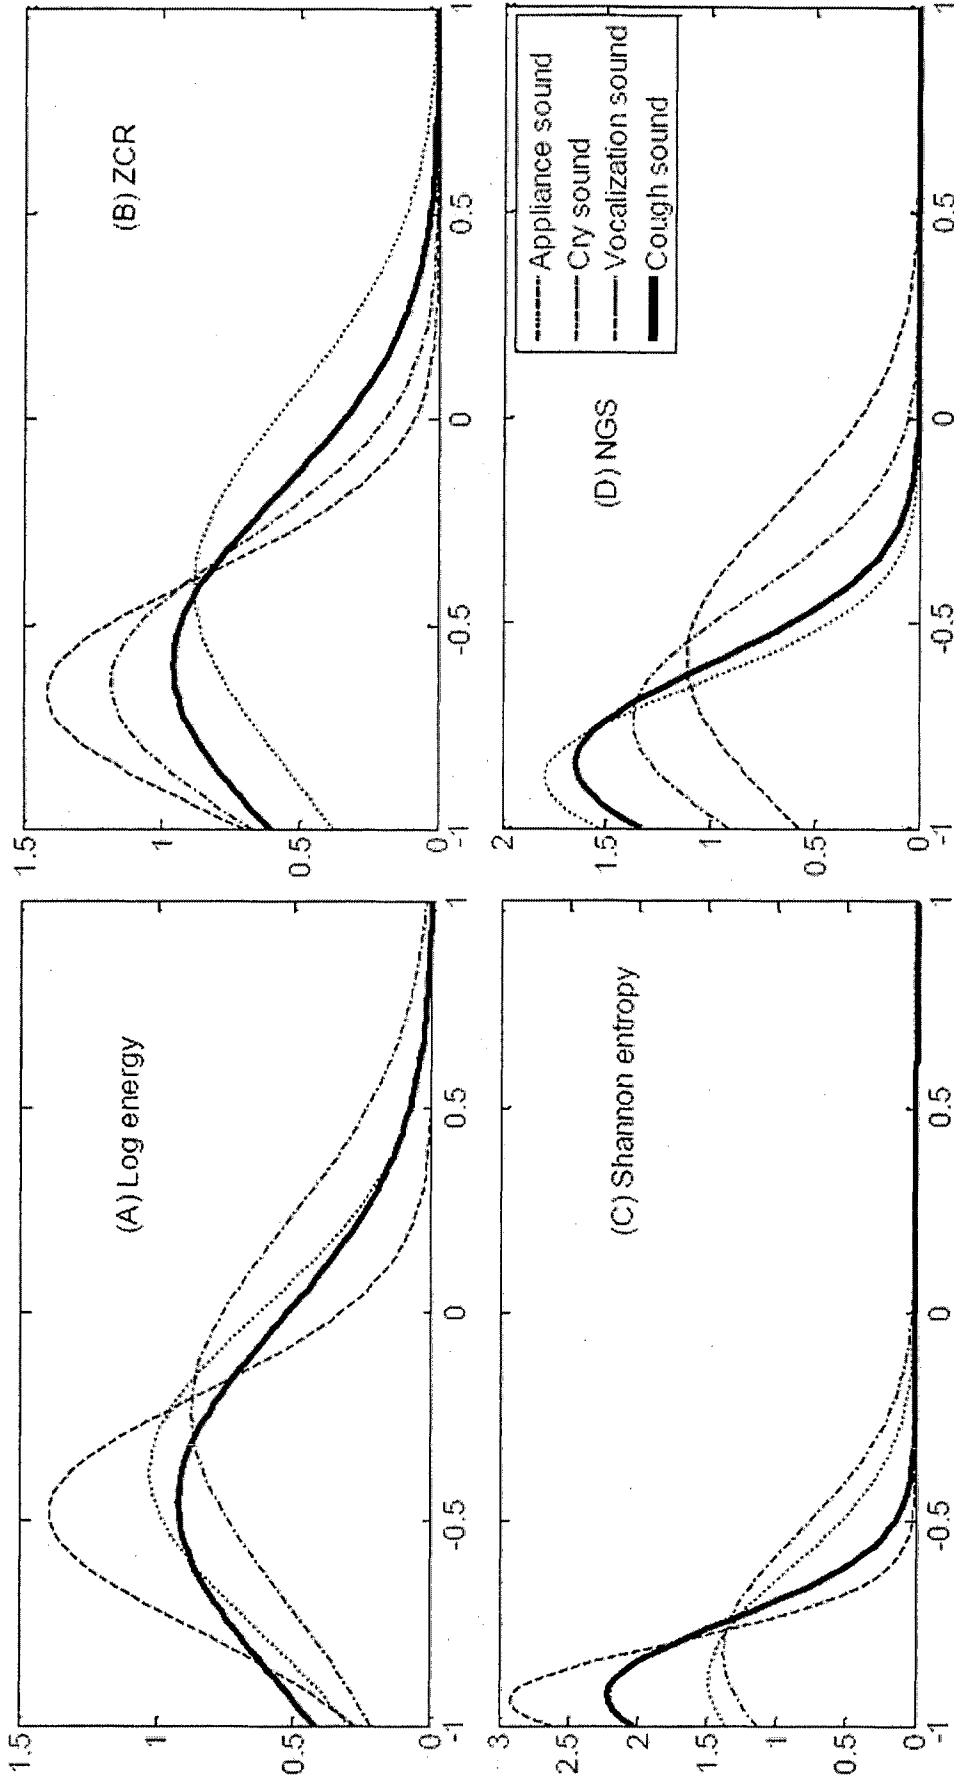 (A) Log energy
1.5
1
0.5
0
-1 -0.5 0 0.5 1
(B) ZCR
1.5
1
0.5
0
-1 -0.5 0 0.5 1
(C) Shannon entropy
3
2.5
2
1.5
1
0.5
0
-1 -0.5 0 0.5 1
(D) NGS
2
1.5
1
0.5
0
-1 -0.5 0 0.5 1
Appliance sound
Cry sound
Vocalization sound
Cough sound